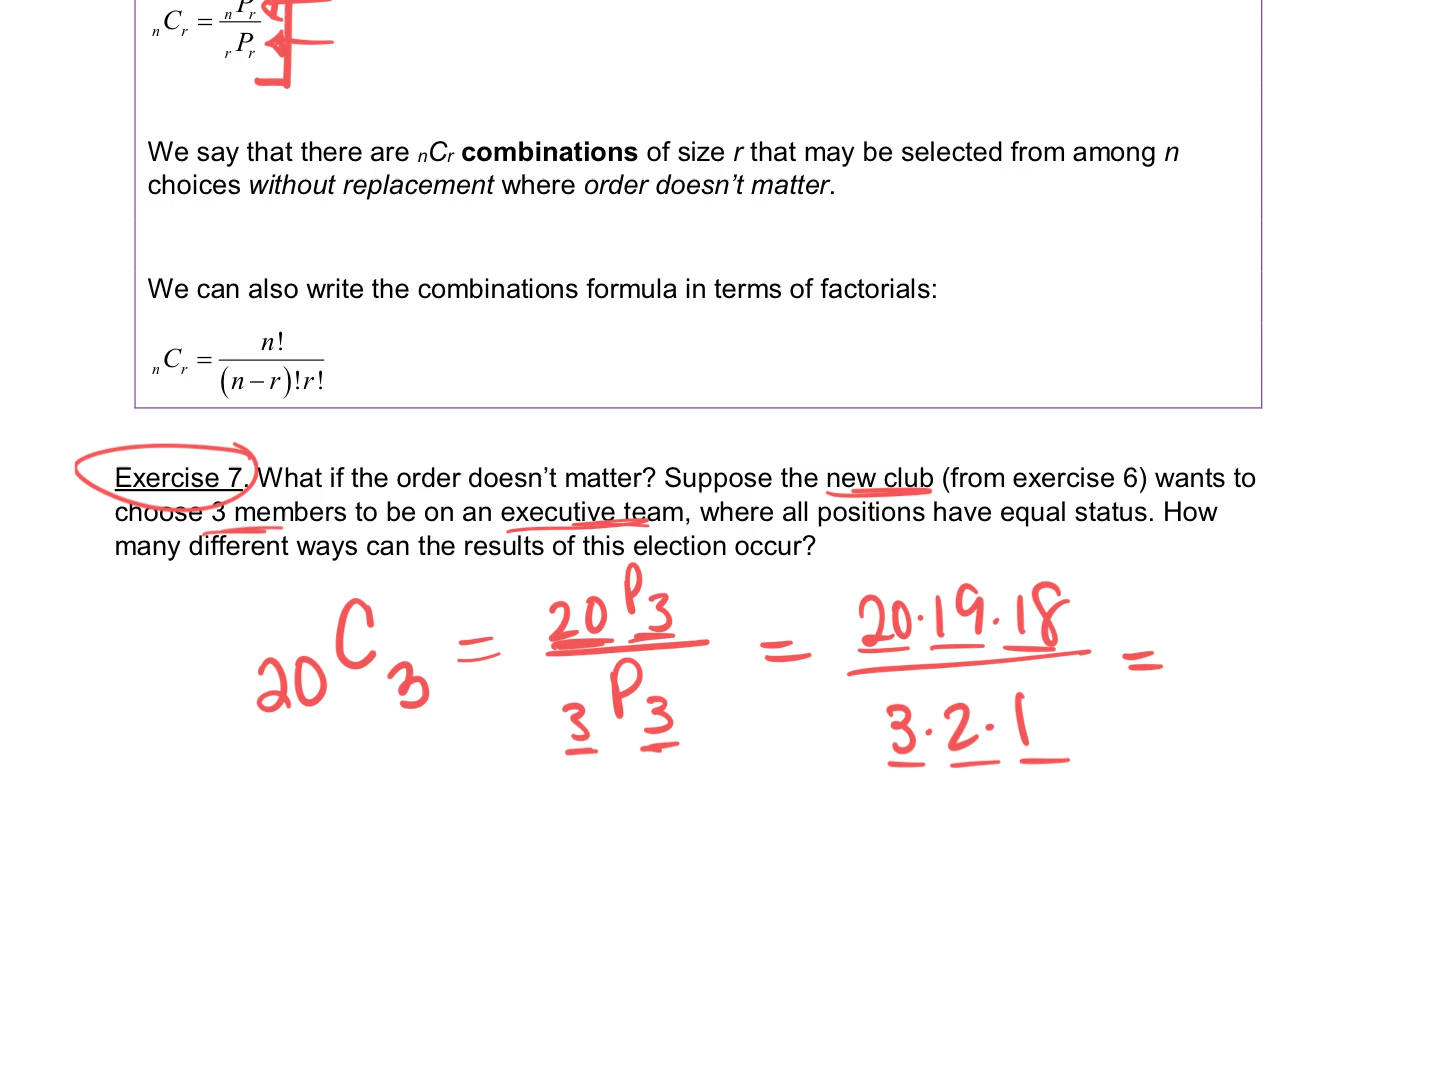 nCr = nPr / rPr
We say that there are nCr combinations of size r that may be selected from among n
choices without replacement where order doesn't matter.
We can also write the combinations formula in terms of factorials:
nCr = n! / (n − r)!r!
Exercise 7. What if the order doesn't matter? Suppose the new club (from exercise 6) wants to
choose 3 members to be on an executive team, where all positions have equal status. How
many different ways can the results of this election occur?
20C3 = 20P3 / 3P3 = 20·19·18 / 3·2·1 =